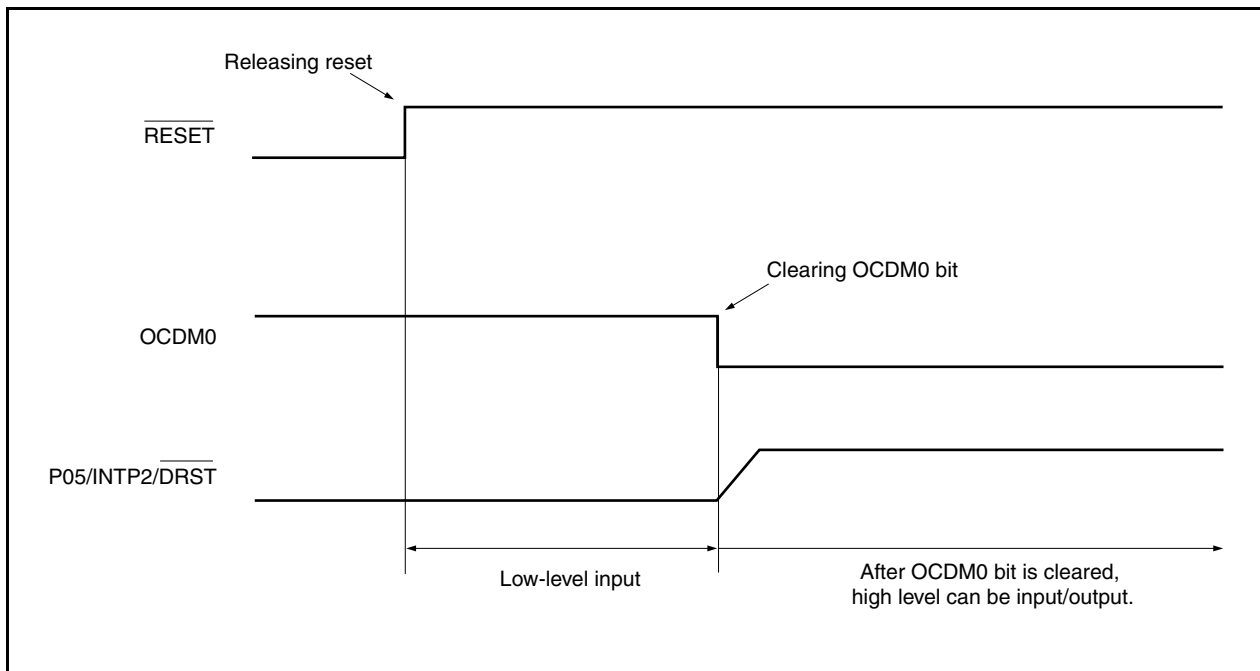 Releasing reset
RESET
Clearing OCDM0 bit
OCDM0
P05/INTP2/DRST
Low-level input
After OCDM0 bit is cleared,
high level can be input/output.